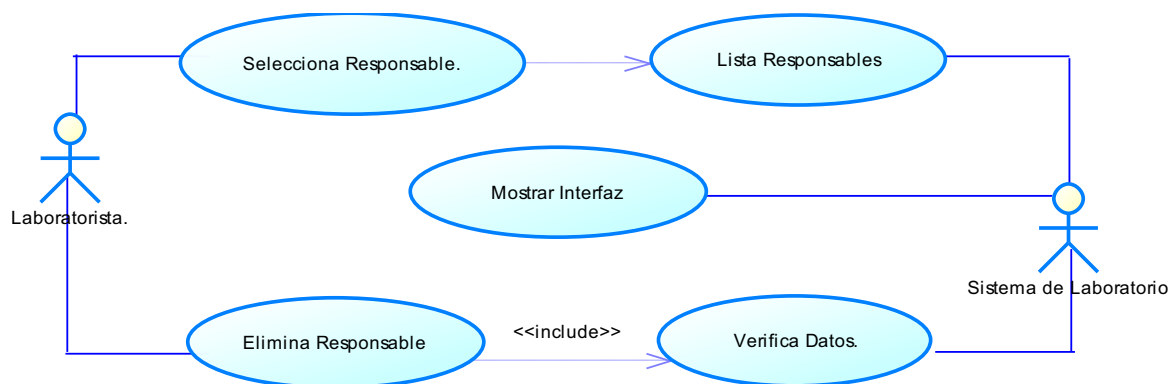 Selecciona Responsable.
Lista Responsables
Mostrar Interfaz
Laboratorista.
Sistema de Laboratorio
<<include>>
Elimina Responsable
Verifica Datos.